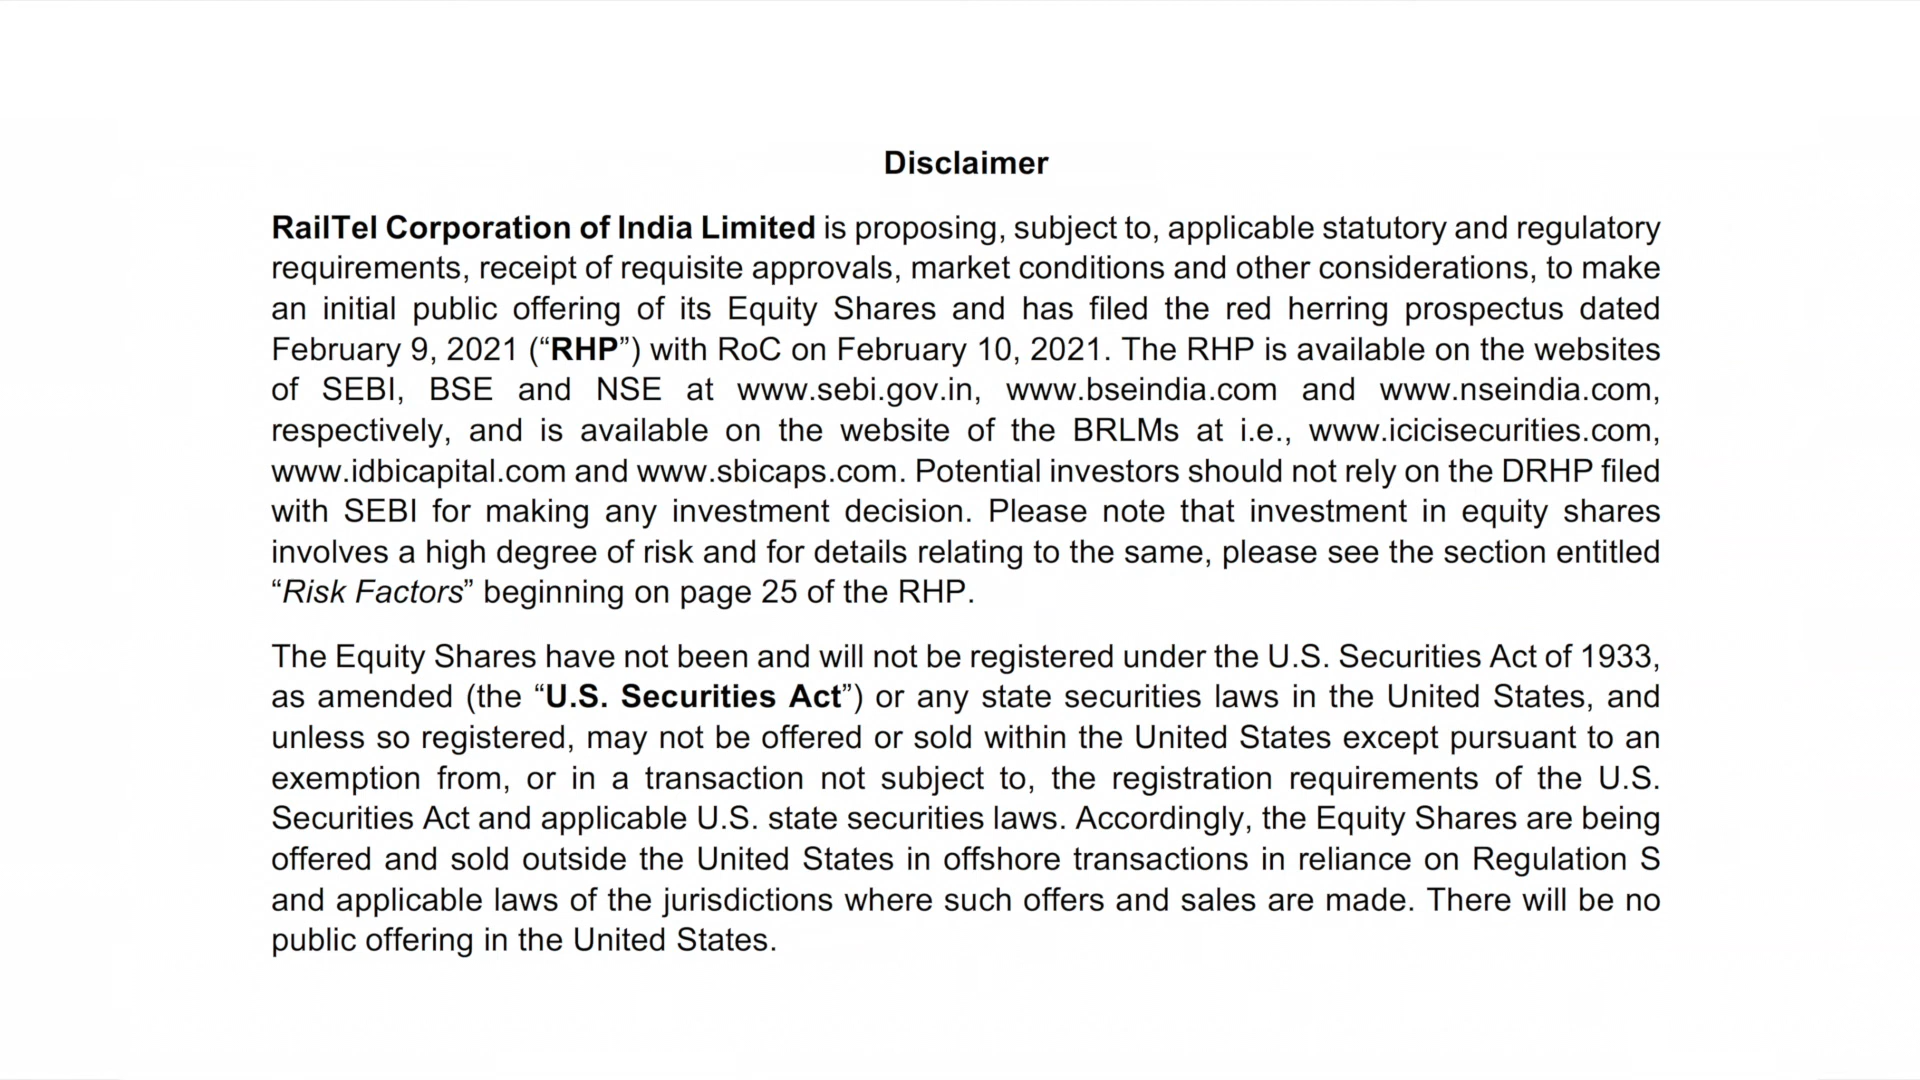 Disclaimer
RailTel Corporation of India Limited is proposing, subject to, applicable statutory and regulatory
requirements, receipt of requisite approvals, market conditions and other considerations, to make
an initial public offering of its Equity Shares and has filed the red herring prospectus dated
February 9, 2021 (“RHP”) with RoC on February 10, 2021. The RHP is available on the websites
of SEBI, BSE and NSE at www.sebi.gov.in, www.bseindia.com and www.nseindia.com,
respectively, and is available on the website of the BRLMs at i.e., www.icicisecurities.com,
www.idbicapital.com and www.sbicaps.com. Potential investors should not rely on the DRHP filed
with SEBI for making any investment decision. Please note that investment in equity shares
involves a high degree of risk and for details relating to the same, please see the section entitled
“Risk Factors” beginning on page 25 of the RHP.
The Equity Shares have not been and will not be registered under the U.S. Securities Act of 1933,
as amended (the “U.S. Securities Act”) or any state securities laws in the United States, and
unless so registered, may not be offered or sold within the United States except pursuant to an
exemption from, or in a transaction not subject to, the registration requirements of the U.S.
Securities Act and applicable U.S. state securities laws. Accordingly, the Equity Shares are being
offered and sold outside the United States in offshore transactions in reliance on Regulation S
and applicable laws of the jurisdictions where such offers and sales are made. There will be no
public offering in the United States.